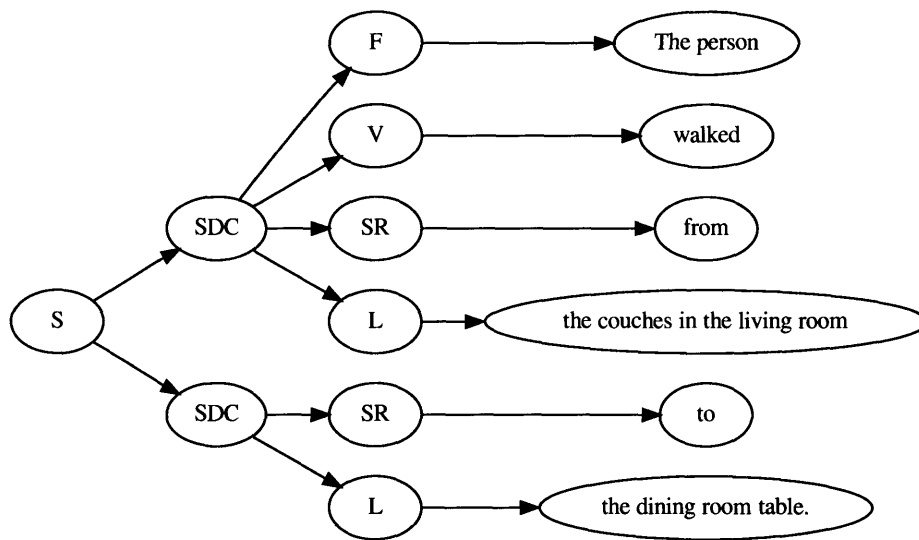 F The person
V walked
SDC SR from
S L the couches in the living room
SDC SR to
L the dining room table.